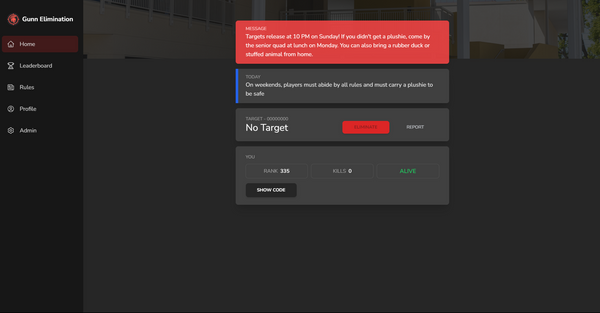 Gunn Elimination
Home
Leaderboard
Rules
Profile
Admin
MESSAGE
Targets release at 10 PM on Sunday! If you didn't get a plushie, come by
the senior quad at lunch on Monday. You can also bring a rubber duck or
stuffed animal from home.
TODAY
On weekends, players must abide by all rules and must carry a plushie to
be safe
TARGET - 00000000
No Target
ELIMINATE
REPORT
YOU
RANK 335
KILLS 0
ALIVE
SHOW CODE